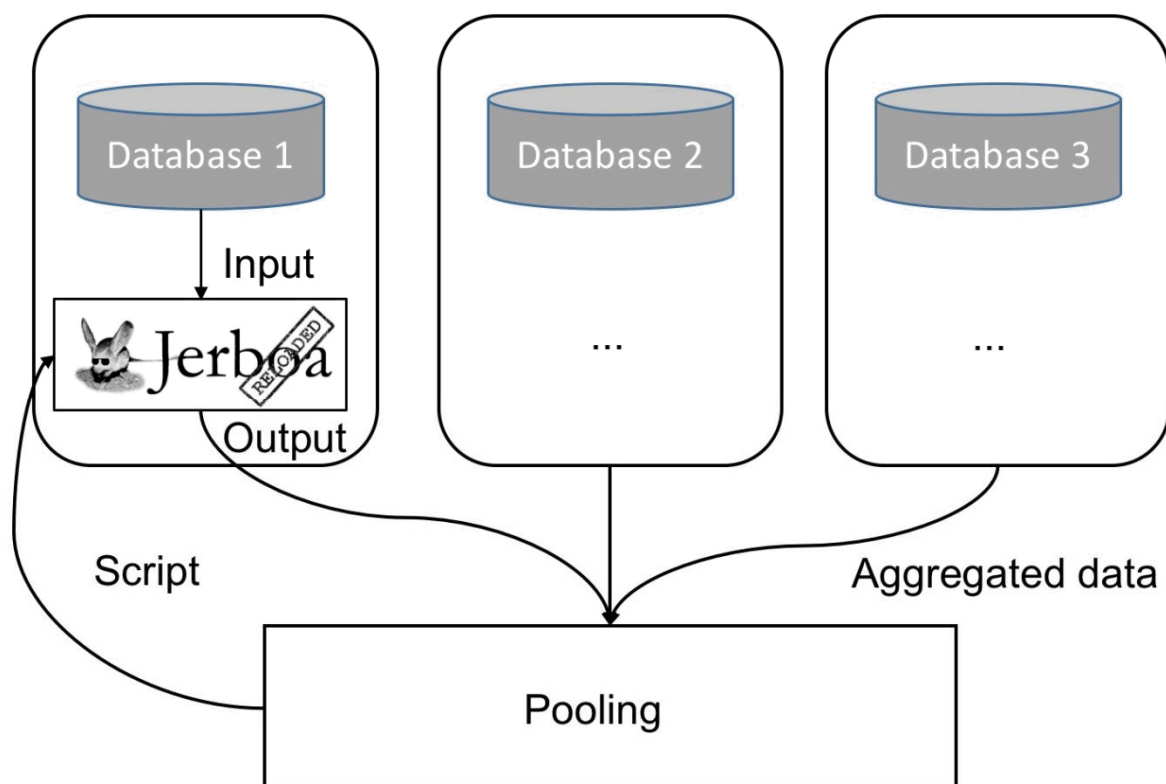 Database 1
Database 2
Database 3
Input
Jerboa
RELOADED
...
...
Output
Script
Aggregated data
Pooling